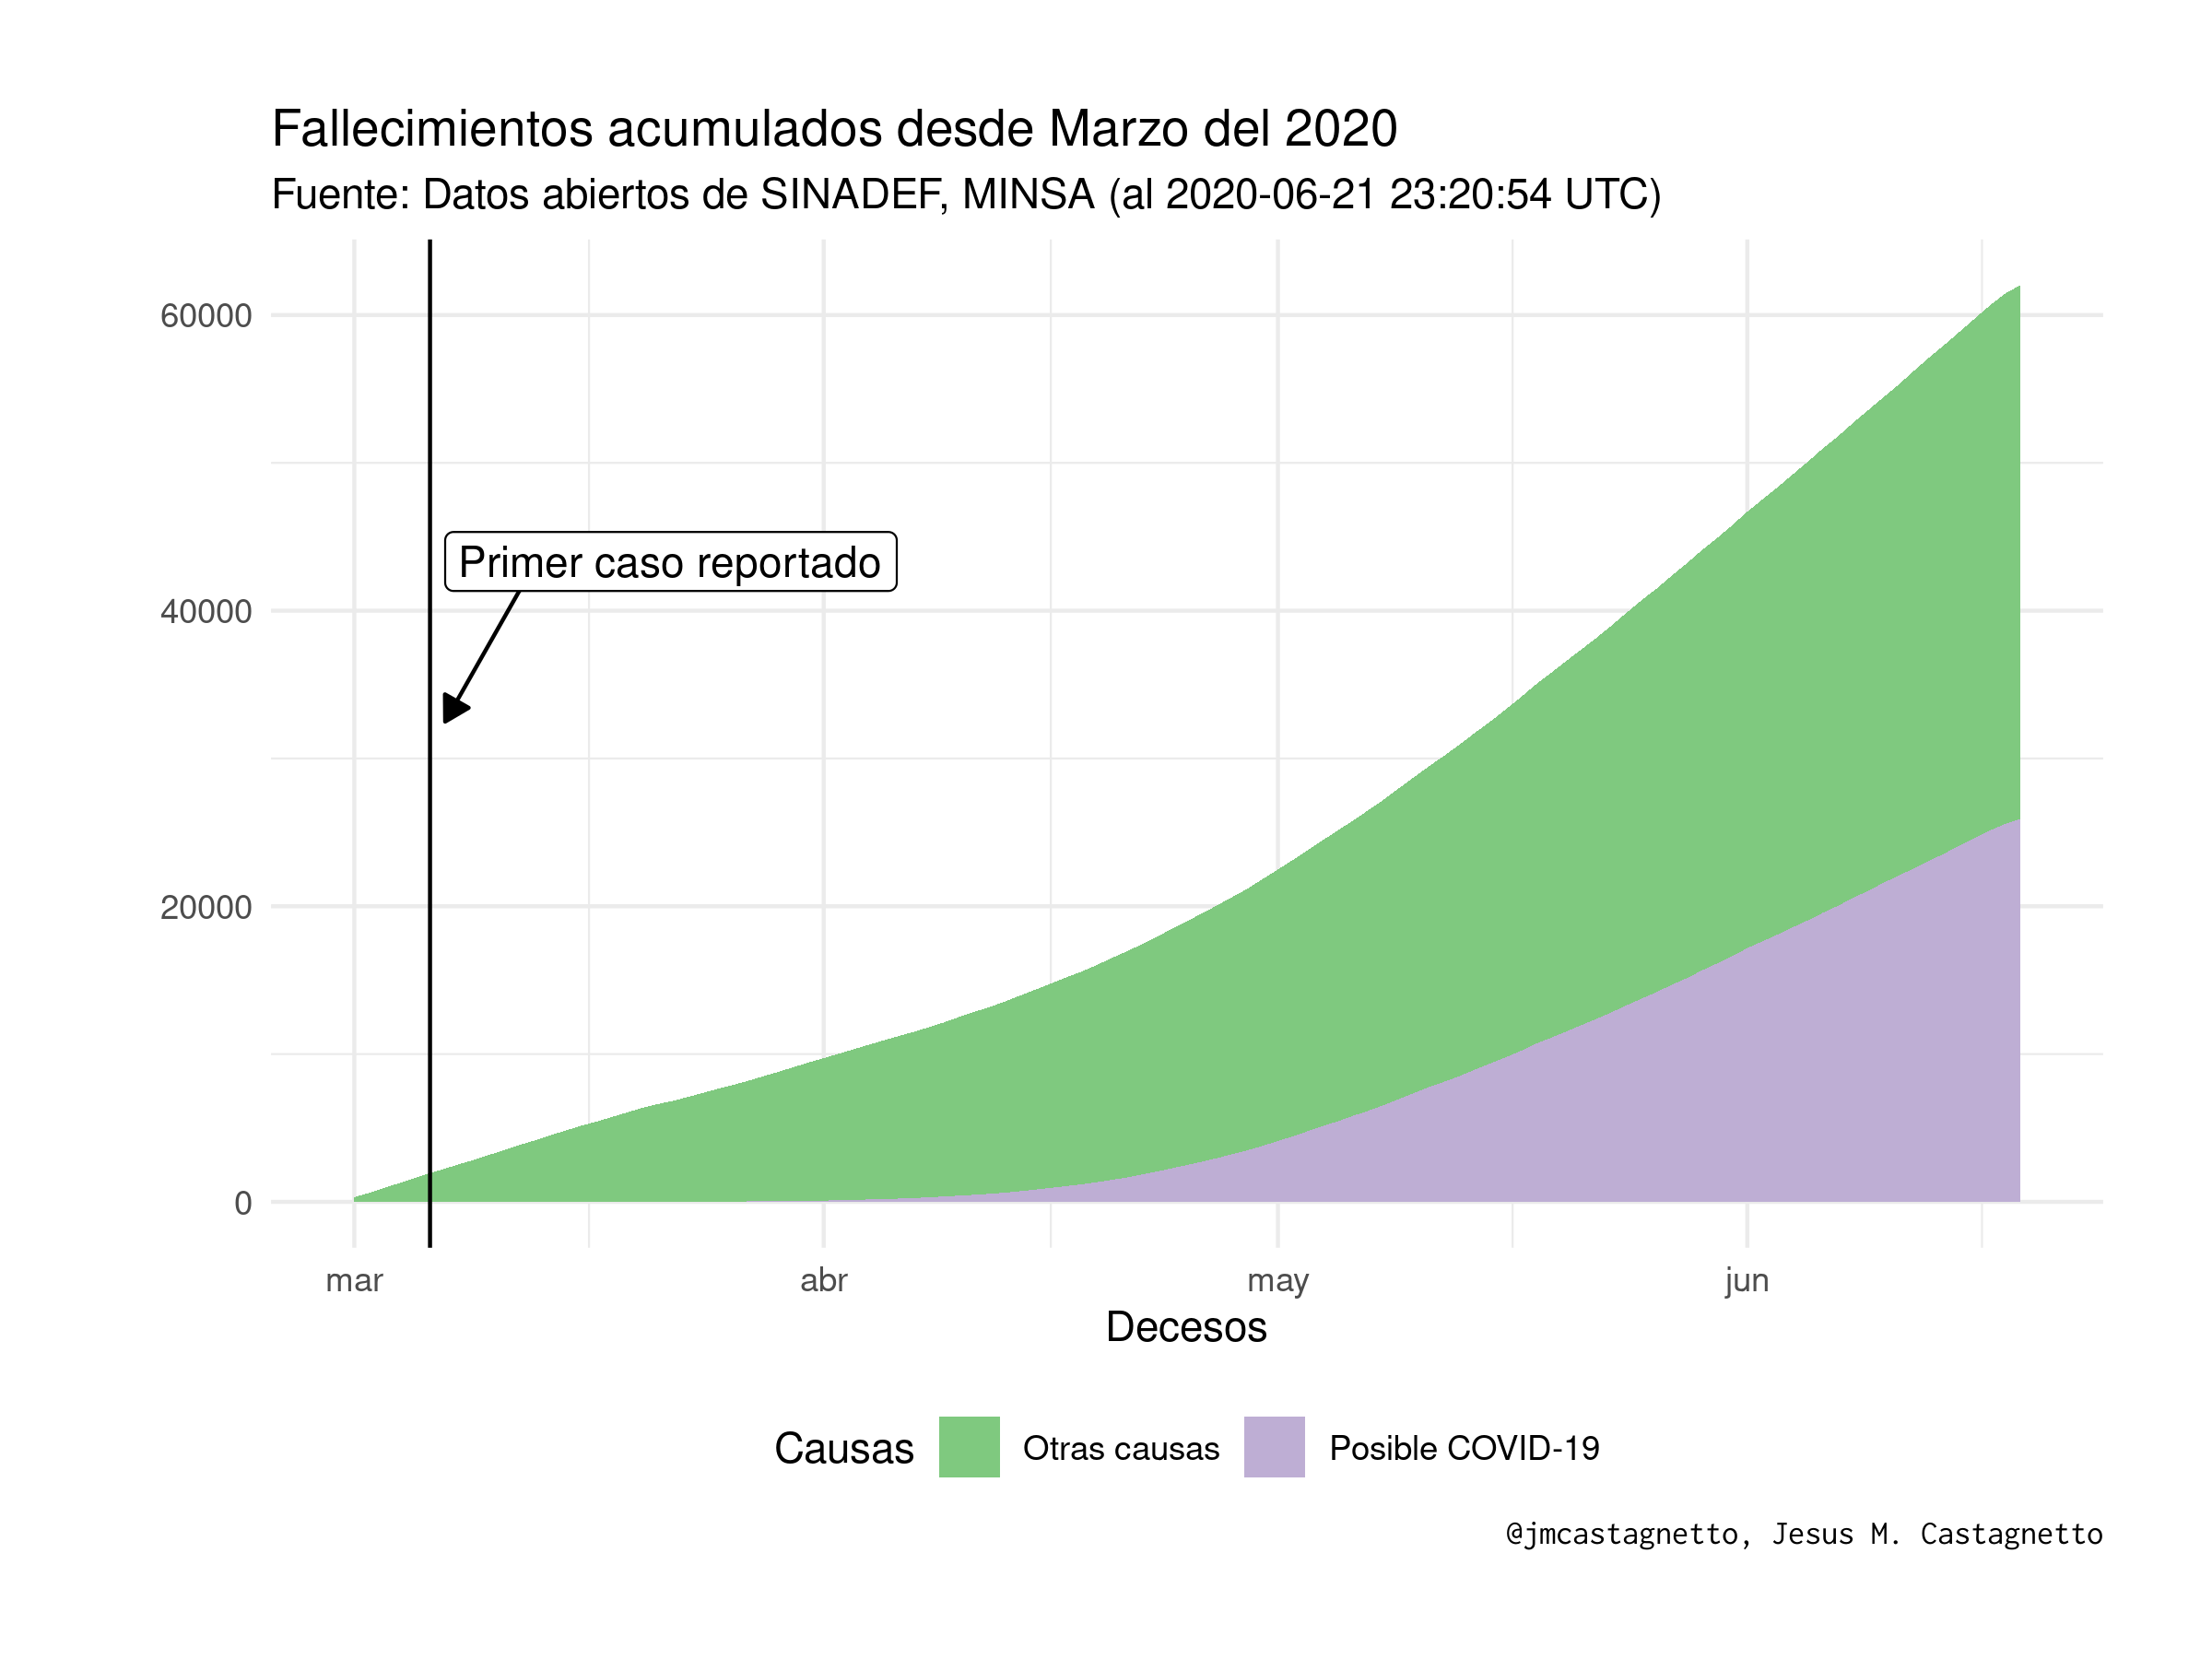 Fallecimientos acumulados desde Marzo del 2020
Fuente: Datos abiertos de SINADEF, MINSA (al 2020-06-21 23:20:54 UTC)
60000
40000
20000
0
Primer caso reportado
mar abr may jun
Decesos
Causas Otras causas Posible COVID-19
@jmcastagnetto, Jesus M. Castagnetto